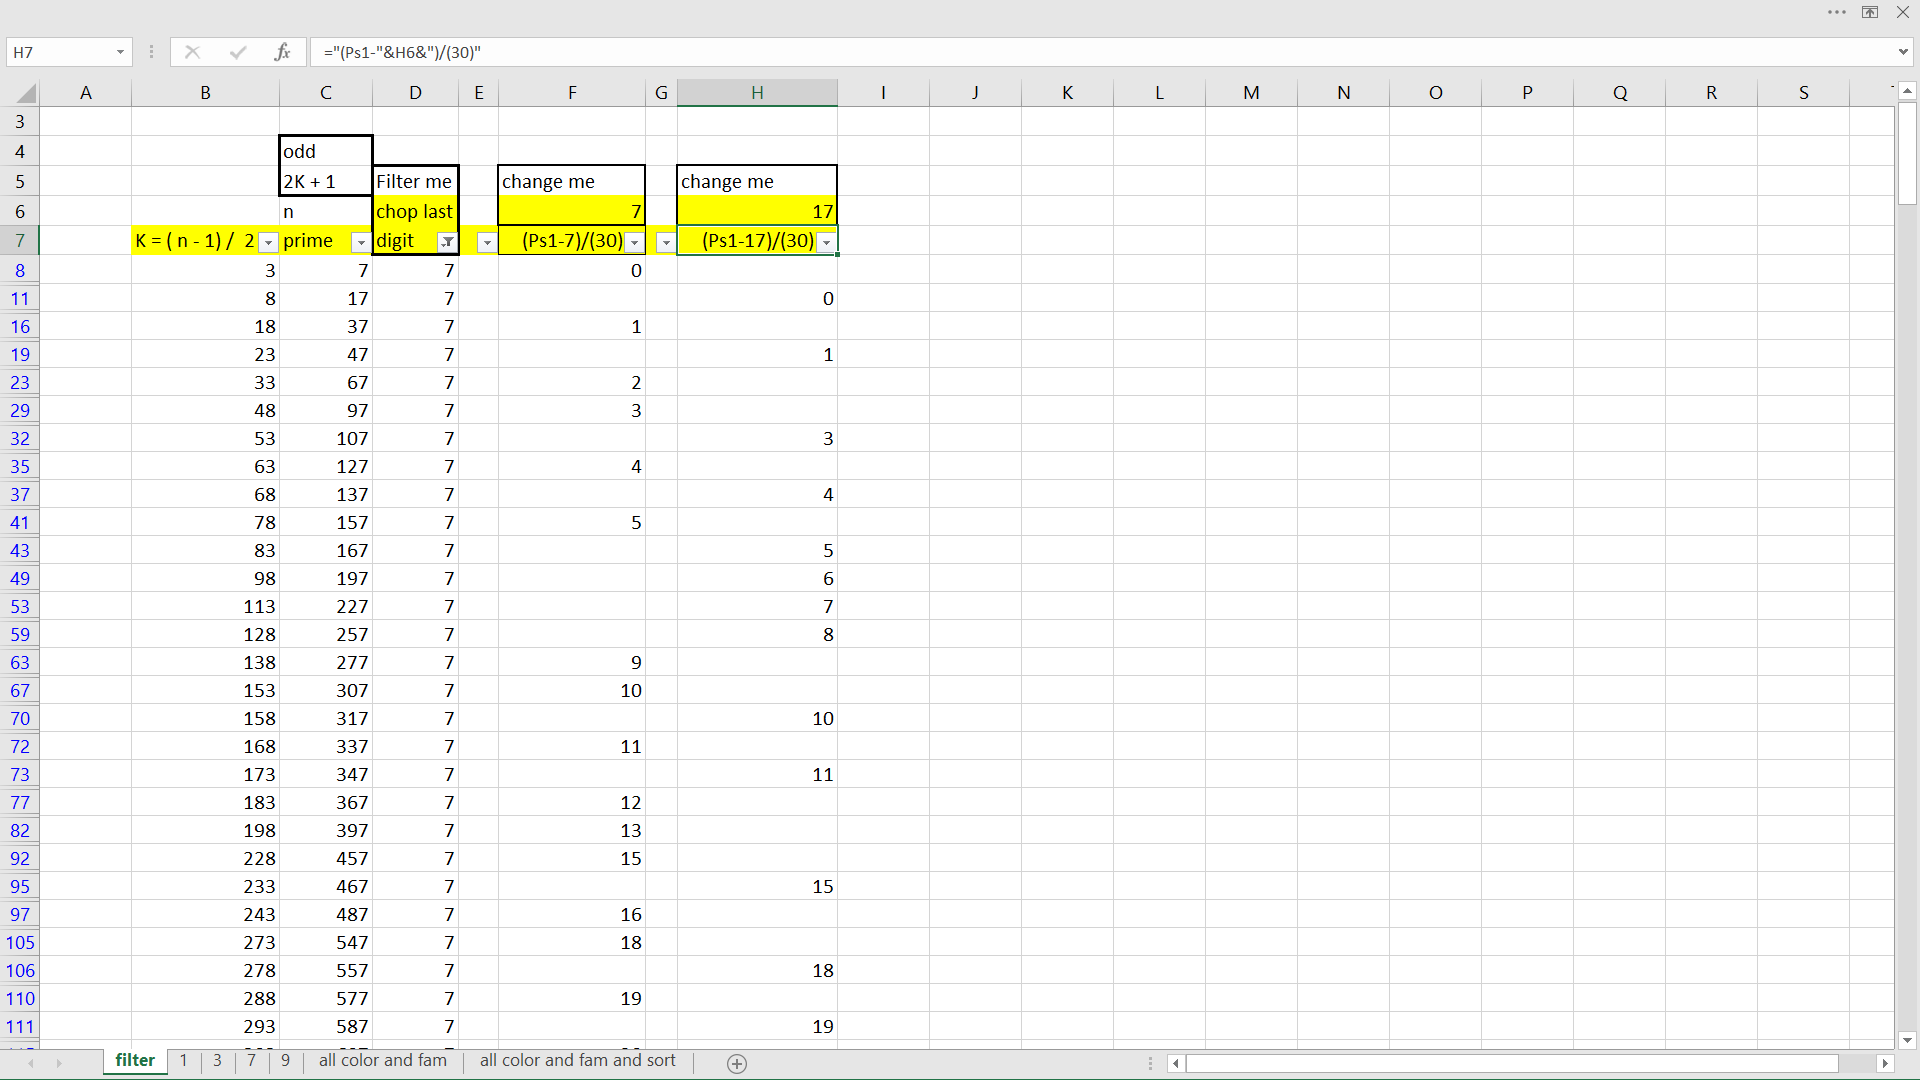 H7 fx ="(Ps1-"&H6&")/(30)"
A B C D E F G H I J K L M N O P Q R S
3
4 odd
5 2K + 1 Filter me change me change me
6 n chop last 7 17
7 K = ( n - 1) / 2 prime digit (Ps1-7)/(30) (Ps1-17)/(30)
8 3 7 7 0
11 8 17 7 0
16 18 37 7 1
19 23 47 7 1
23 33 67 7 2
29 48 97 7 3
32 53 107 7 3
35 63 127 7 4
37 68 137 7 4
41 78 157 7 5
43 83 167 7 5
49 98 197 7 6
53 113 227 7 7
59 128 257 7 8
63 138 277 7 9
67 153 307 7 10
70 158 317 7 10
72 168 337 7 11
73 173 347 7 11
77 183 367 7 12
82 198 397 7 13
92 228 457 7 15
95 233 467 7 15
97 243 487 7 16
105 273 547 7 18
106 278 557 7 18
110 288 577 7 19
111 293 587 7 19
filter 1 3 7 9 all color and fam all color and fam and sort